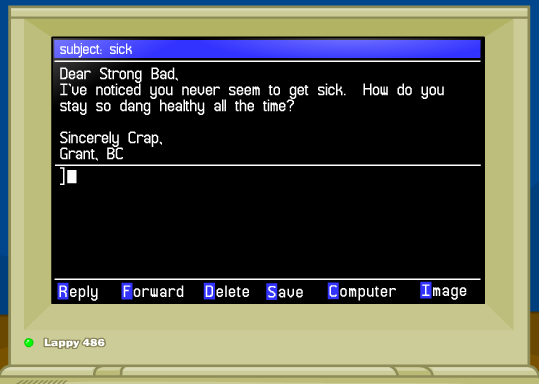 subject: sick
Dear Strong Bad,
I've noticed you never seem to get sick. How do you
stay so dang healthy all the time?
Sincerely Crap,
Grant, BC
]
Reply Forward Delete Save Computer Image
Lappy 486